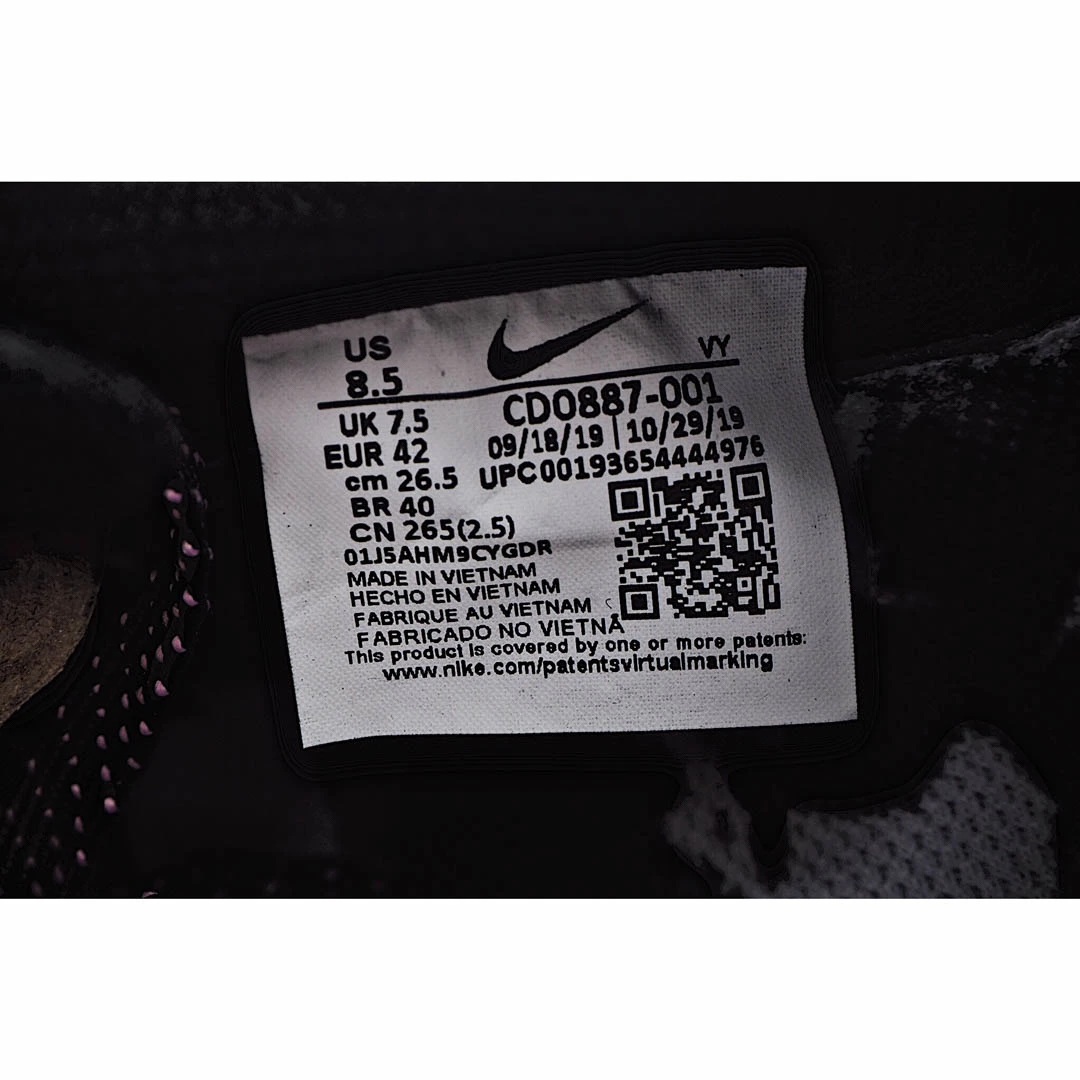 US
8.5
VY
UK 7.5
CD0887-001
EUR 42
09/18/19 | 10/29/19
cm 26.5
UPC00193654444976
BR 40
CN 265(2.5)
01J5AHM9CYGDR
MADE IN VIETNAM
HECHO EN VIETNAM
FABRIQUE AU VIETNAM
FABRICADO NO VIETNÃ
This product is covered by one or more patents:
www.nike.com/patentsvirtualmarking